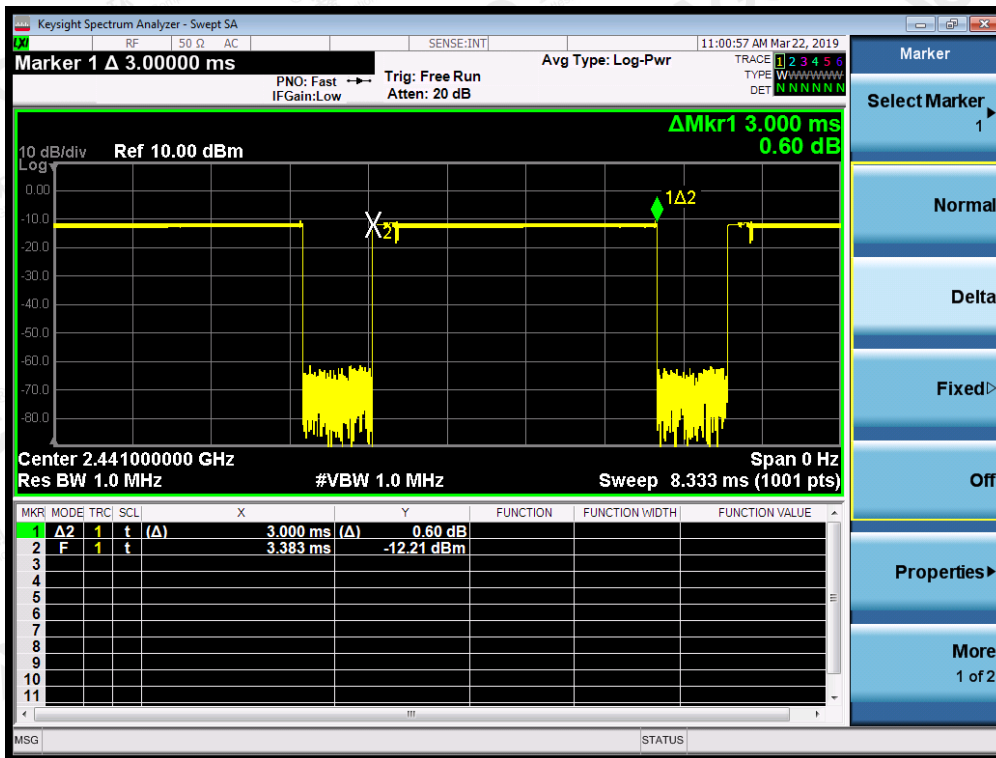 Keysight Spectrum Analyzer - Swept SA
LXI RF 50 Ω AC SENSE:INT 11:00:57 AM Mar 22, 2019
Marker 1 Δ 3.00000 ms
PNO: Fast
IFGain:Low
Trig: Free Run
Atten: 20 dB
Avg Type: Log-Pwr
TRACE 1 2 3 4 5 6
TYPE WWWWWW
DET N N N N N N
ΔMkr1 3.000 ms
0.60 dB
10 dB/div Ref 10.00 dBm
Log
0.00
-10.0
-20.0
-30.0
-40.0
-50.0
-60.0
-70.0
-80.0
X2
1Δ2
Center 2.441000000 GHz Span 0 Hz
Res BW 1.0 MHz #VBW 1.0 MHz Sweep 8.333 ms (1001 pts)
MKR MODE TRC SCL X Y FUNCTION FUNCTION WIDTH FUNCTION VALUE
1 Δ2 1 t (Δ) 3.000 ms (Δ) 0.60 dB
2 F 1 t 3.383 ms -12.21 dBm
3
4
5
6
7
8
9
10
11
MSG STATUS
Marker
Select Marker
1
Normal
Delta
Fixed
Off
Properties
More
1 of 2